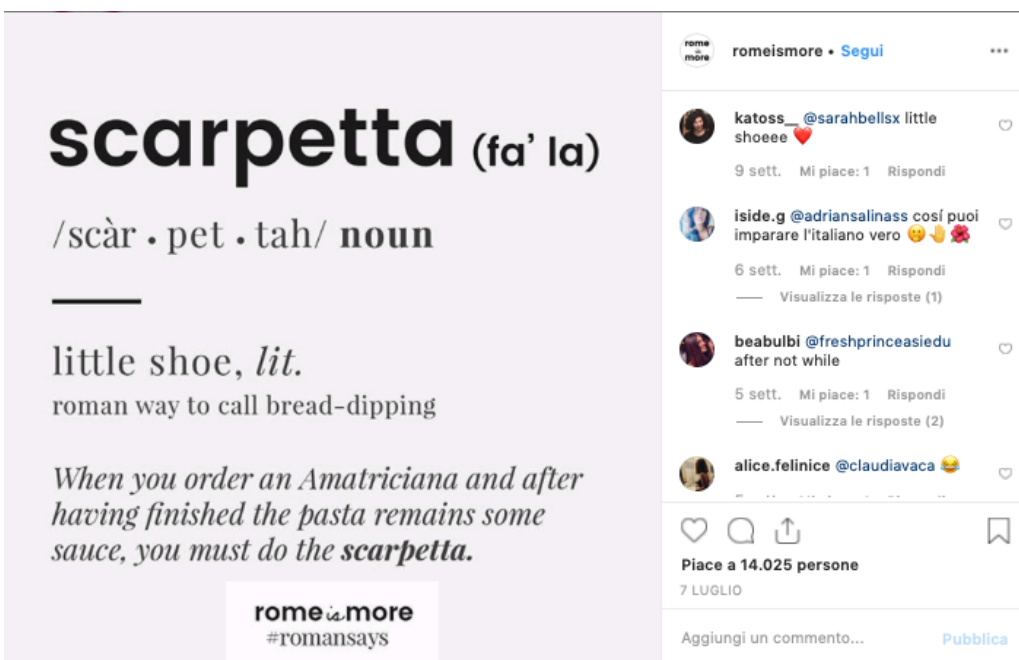 scarpetta (fa' la)
/scàr • pet • tah/ noun
little shoe, lit.
roman way to call bread-dipping
When you order an Amatriciana and after
having finished the pasta remains some
sauce, you must do the scarpetta.
rome is more
#romansays
rome
is
more
romeismore • Segui
katoss__ @sarahbellsx little
shoeee ❤️
9 sett. Mi piace: 1 Rispondi
iside.g @adriansalinass cosí puoi
imparare l'italiano vero 🤭🤚🌺
6 sett. Mi piace: 1 Rispondi
Visualizza le risposte (1)
beabulbi @freshprinceasiedu
after not while
5 sett. Mi piace: 1 Rispondi
Visualizza le risposte (2)
alice.felinice @claudiavaca 😂
Piace a 14.025 persone
7 LUGLIO
Aggiungi un commento... Pubblica